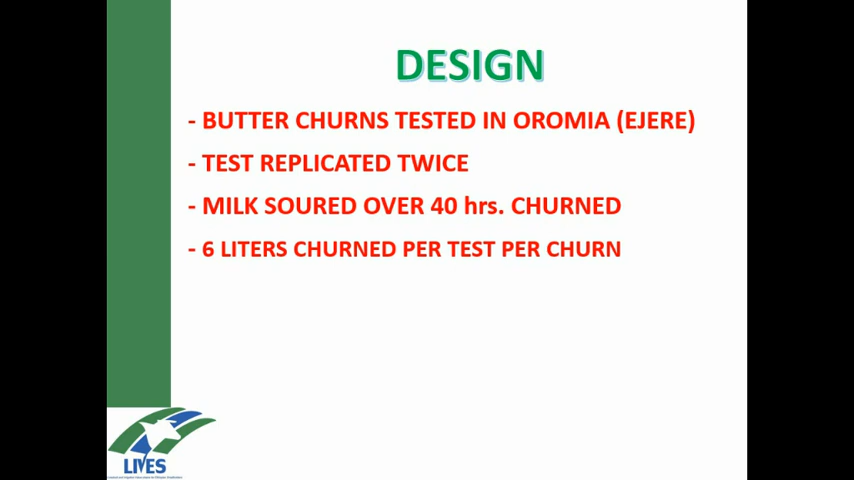 DESIGN
- BUTTER CHURNS TESTED IN OROMIA (EJERE)
- TEST REPLICATED TWICE
- MILK SOURED OVER 40 hrs. CHURNED
- 6 LITERS CHURNED PER TEST PER CHURN
LIVES